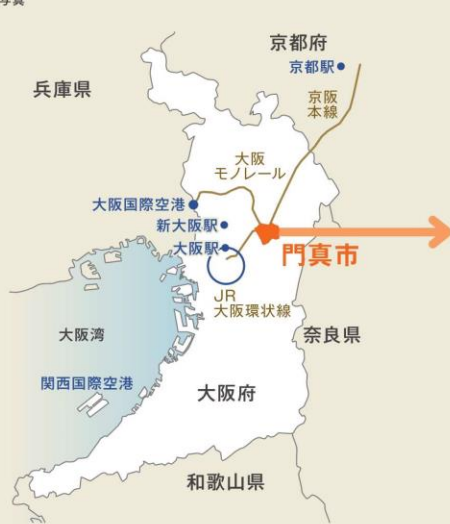 写真
京都府
京都駅
兵庫県
京阪
本線
大阪
モノレール
大阪国際空港
新大阪駅
大阪駅
門真市
JR
大阪環状線
大阪湾
奈良県
関西国際空港
大阪府
和歌山県